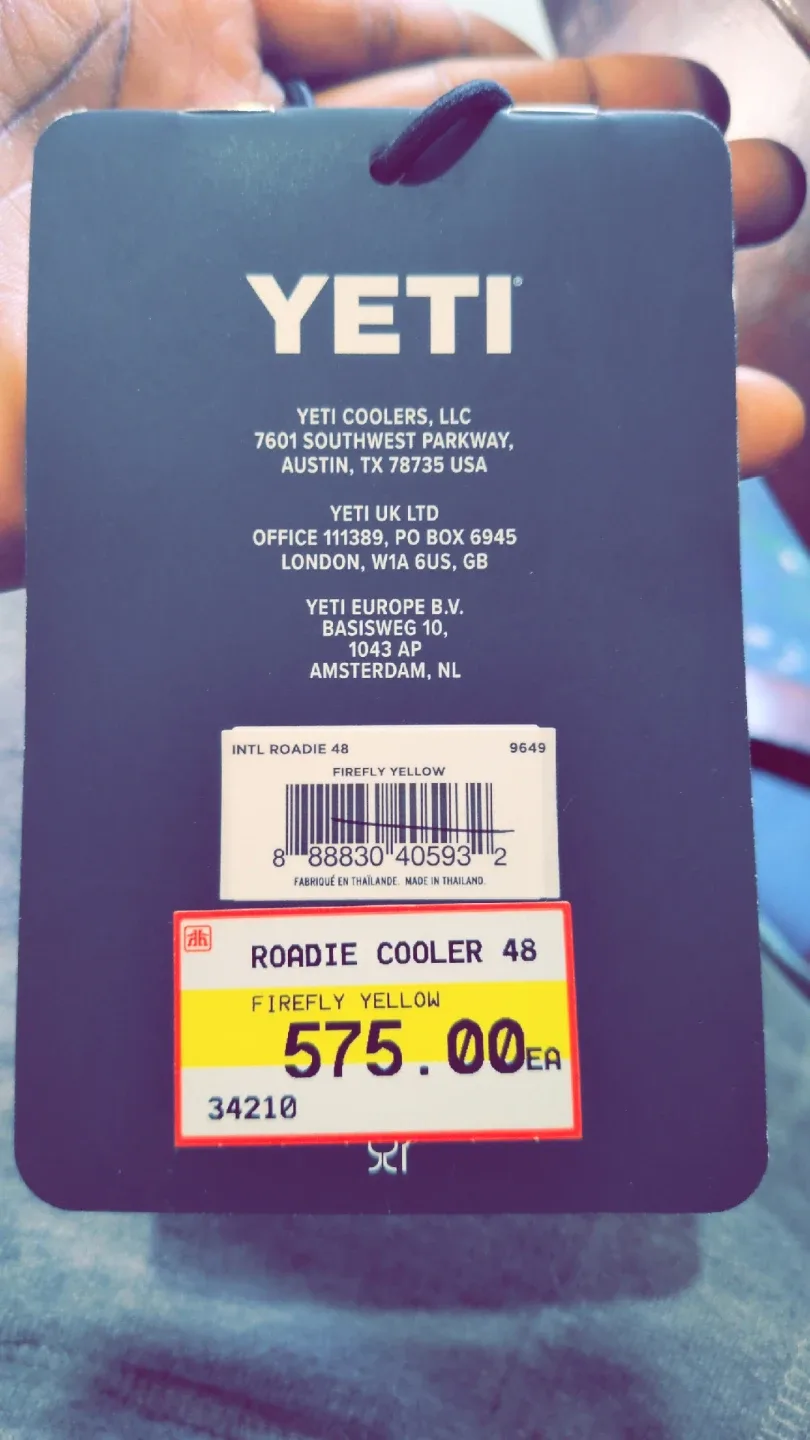 YETI®
YETI COOLERS, LLC
7601 SOUTHWEST PARKWAY,
AUSTIN, TX 78735 USA
YETI UK LTD
OFFICE 111389, PO BOX 6945
LONDON, W1A 6US, GB
YETI EUROPE B.V.
BASISWEG 10,
1043 AP
AMSTERDAM, NL
INTL ROADIE 48 9649
FIREFLY YELLOW
8 88830 40593 2
FABRIQUÉ EN THAÏLANDE. MADE IN THAILAND.
ROADIE COOLER 48
FIREFLY YELLOW
575.00EA
34210